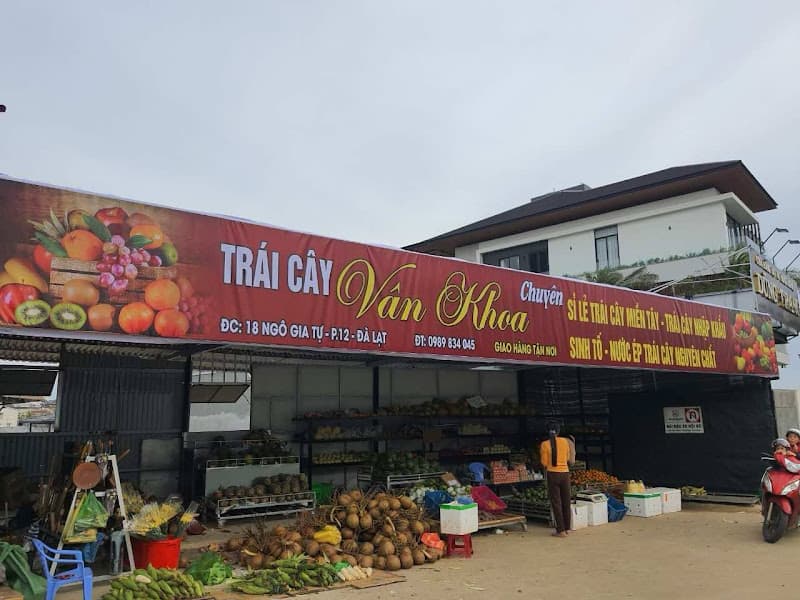 TRÁI CÂY Vân Khoa
ĐC: 18 NGÔ GIA TỰ - P.12 - ĐÀ LẠT
ĐT: 0989 834 045
GIAO HÀNG TẬN NƠI
Chuyên
SỈ LẺ TRÁI CÂY MIỀN TÂY - TRÁI CÂY NHẬP KHẨU
SINH TỐ - NƯỚC ÉP TRÁI CÂY NGUYÊN CHẤT